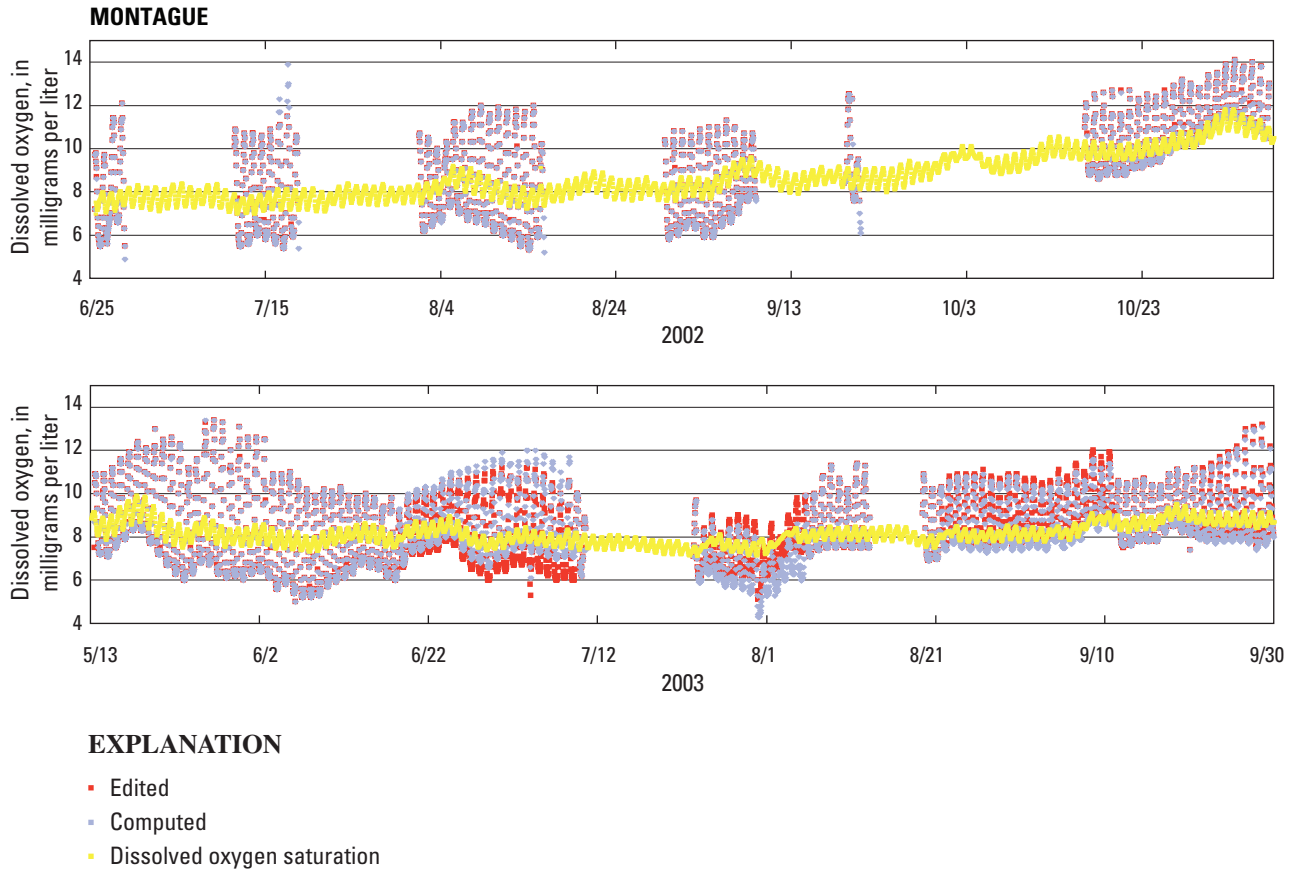 MONTAGUE
Dissolved oxygen, in
milligrams per liter
14
12
10
8
6
4
6/25 7/15 8/4 8/24 9/13 10/3 10/23
2002
Dissolved oxygen, in
milligrams per liter
14
12
10
8
6
4
5/13 6/2 6/22 7/12 8/1 8/21 9/10 9/30
2003
EXPLANATION
Edited
Computed
Dissolved oxygen saturation